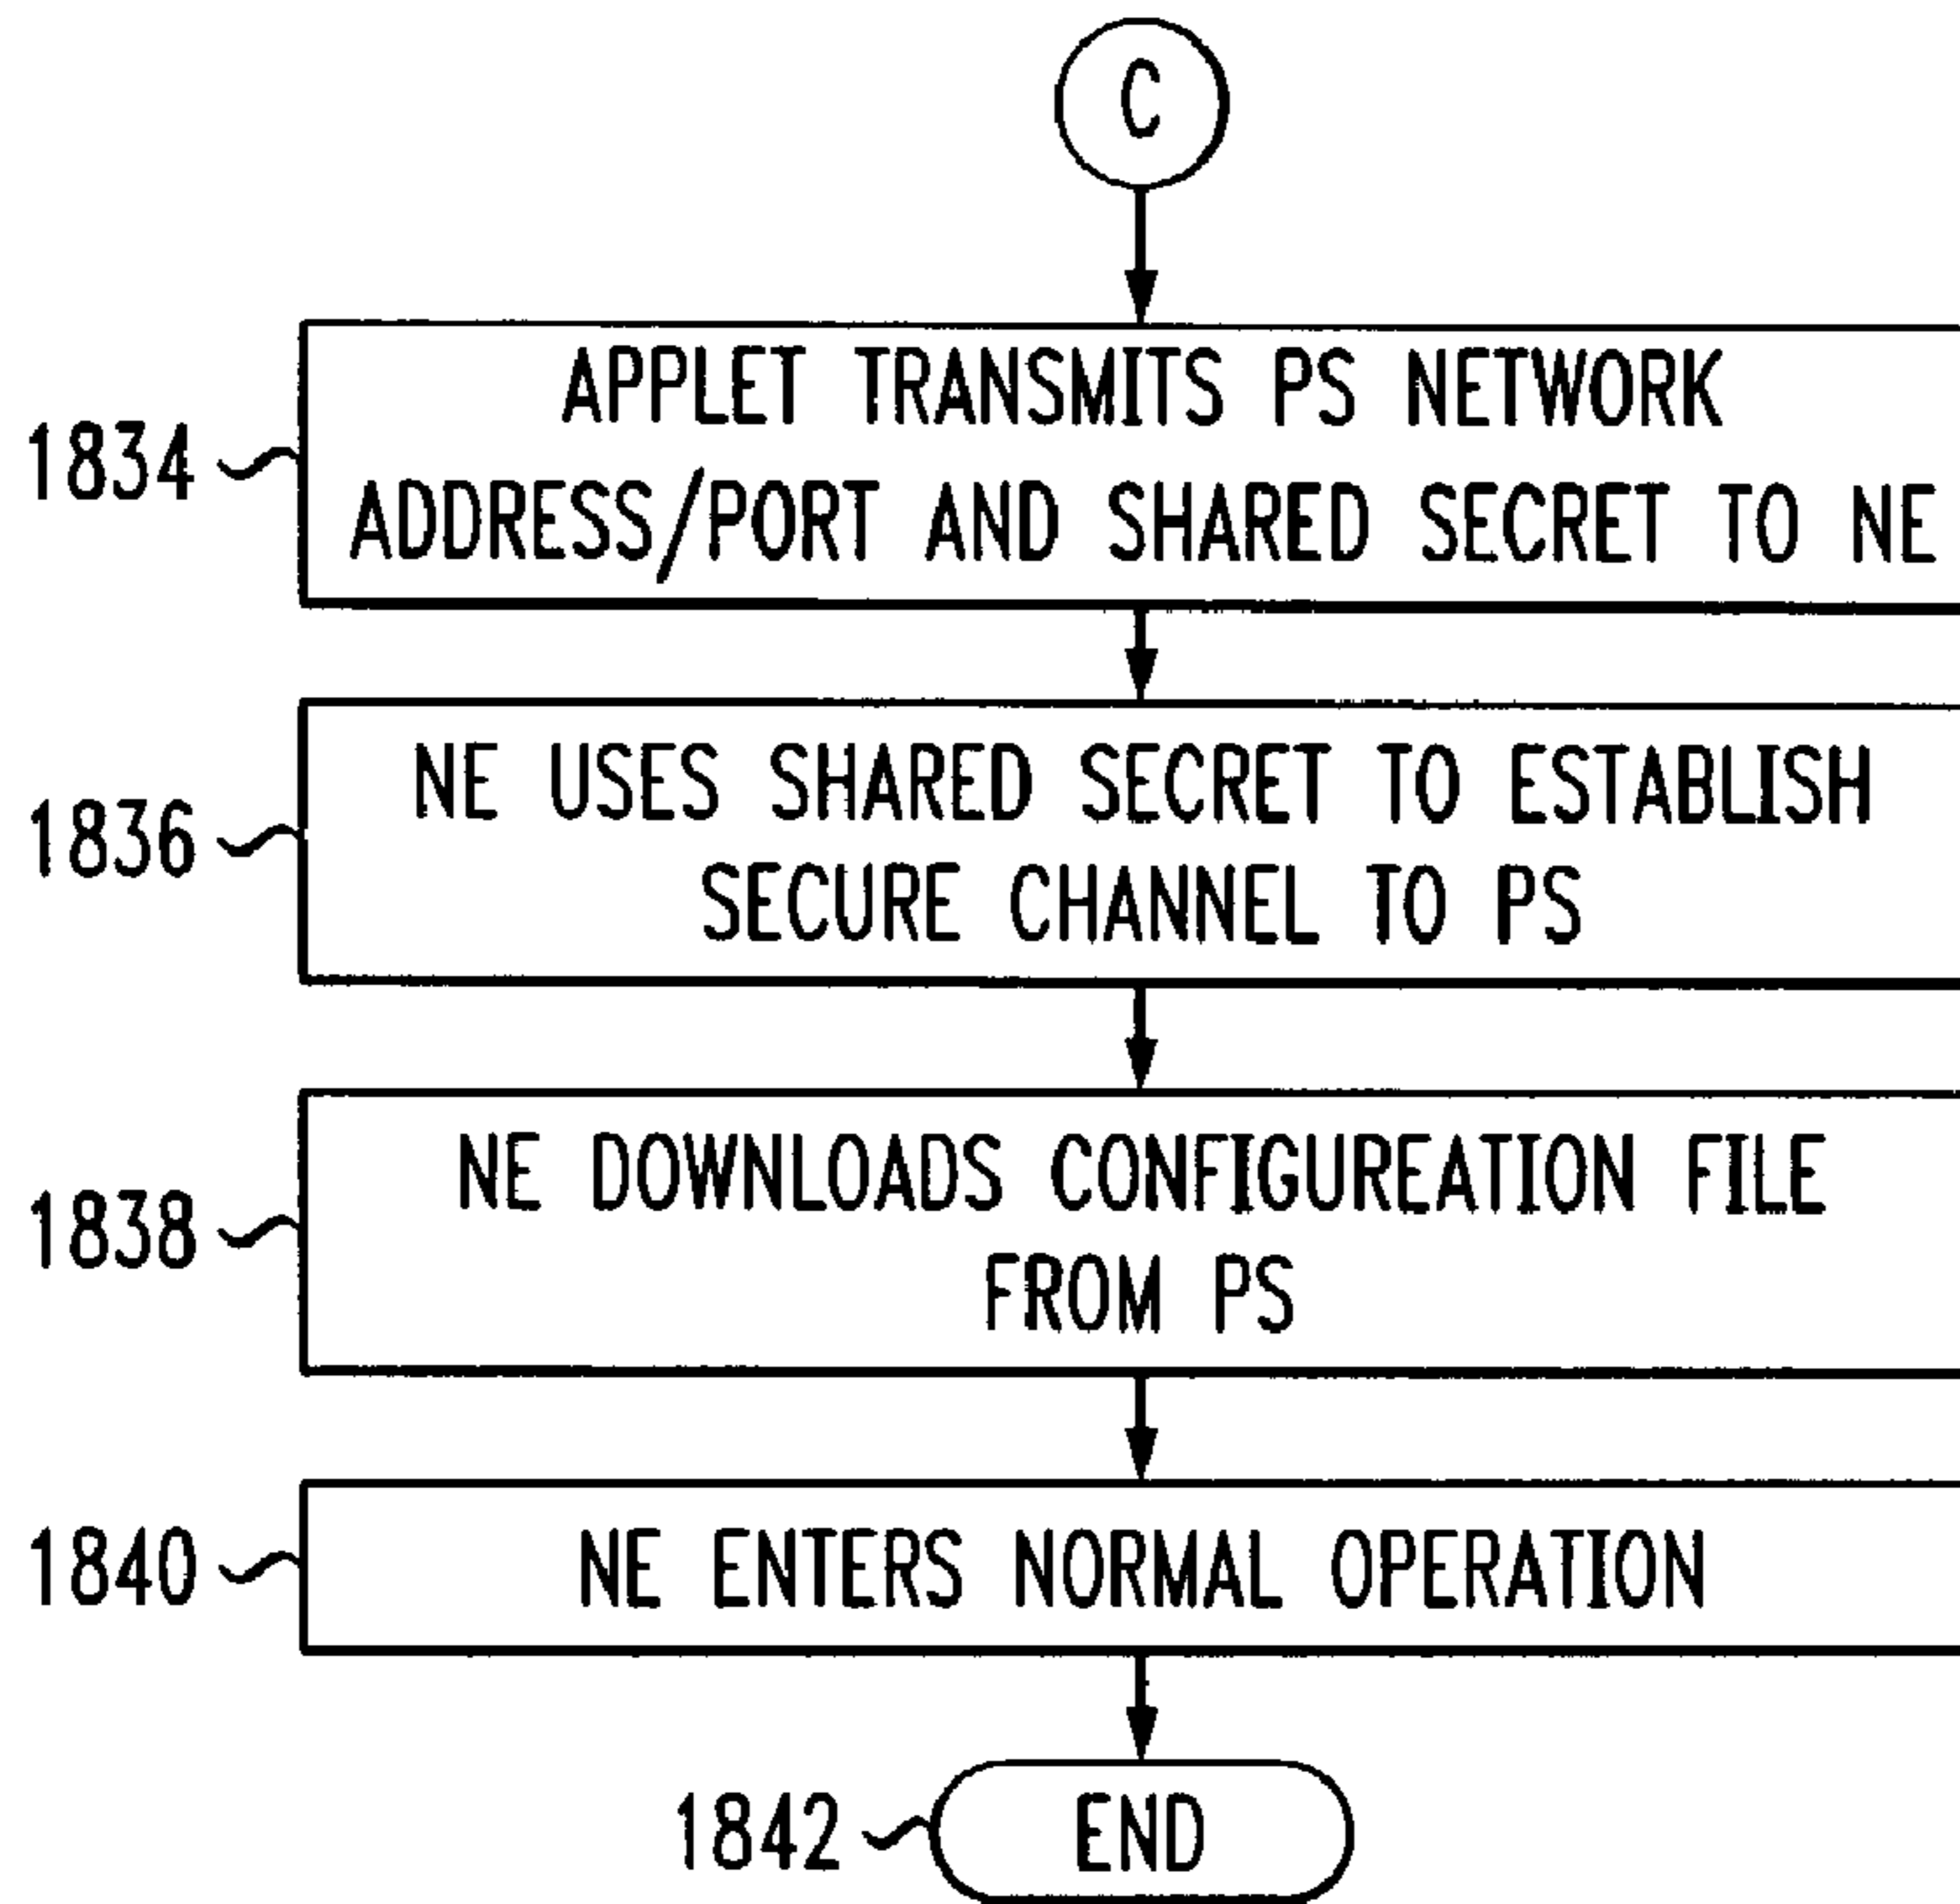 C
1834
APPLET TRANSMITS PS NETWORK
ADDRESS/PORT AND SHARED SECRET TO NE
1836
NE USES SHARED SECRET TO ESTABLISH
SECURE CHANNEL TO PS
1838
NE DOWNLOADS CONFIGUREATION FILE
FROM PS
1840
NE ENTERS NORMAL OPERATION
1842
END